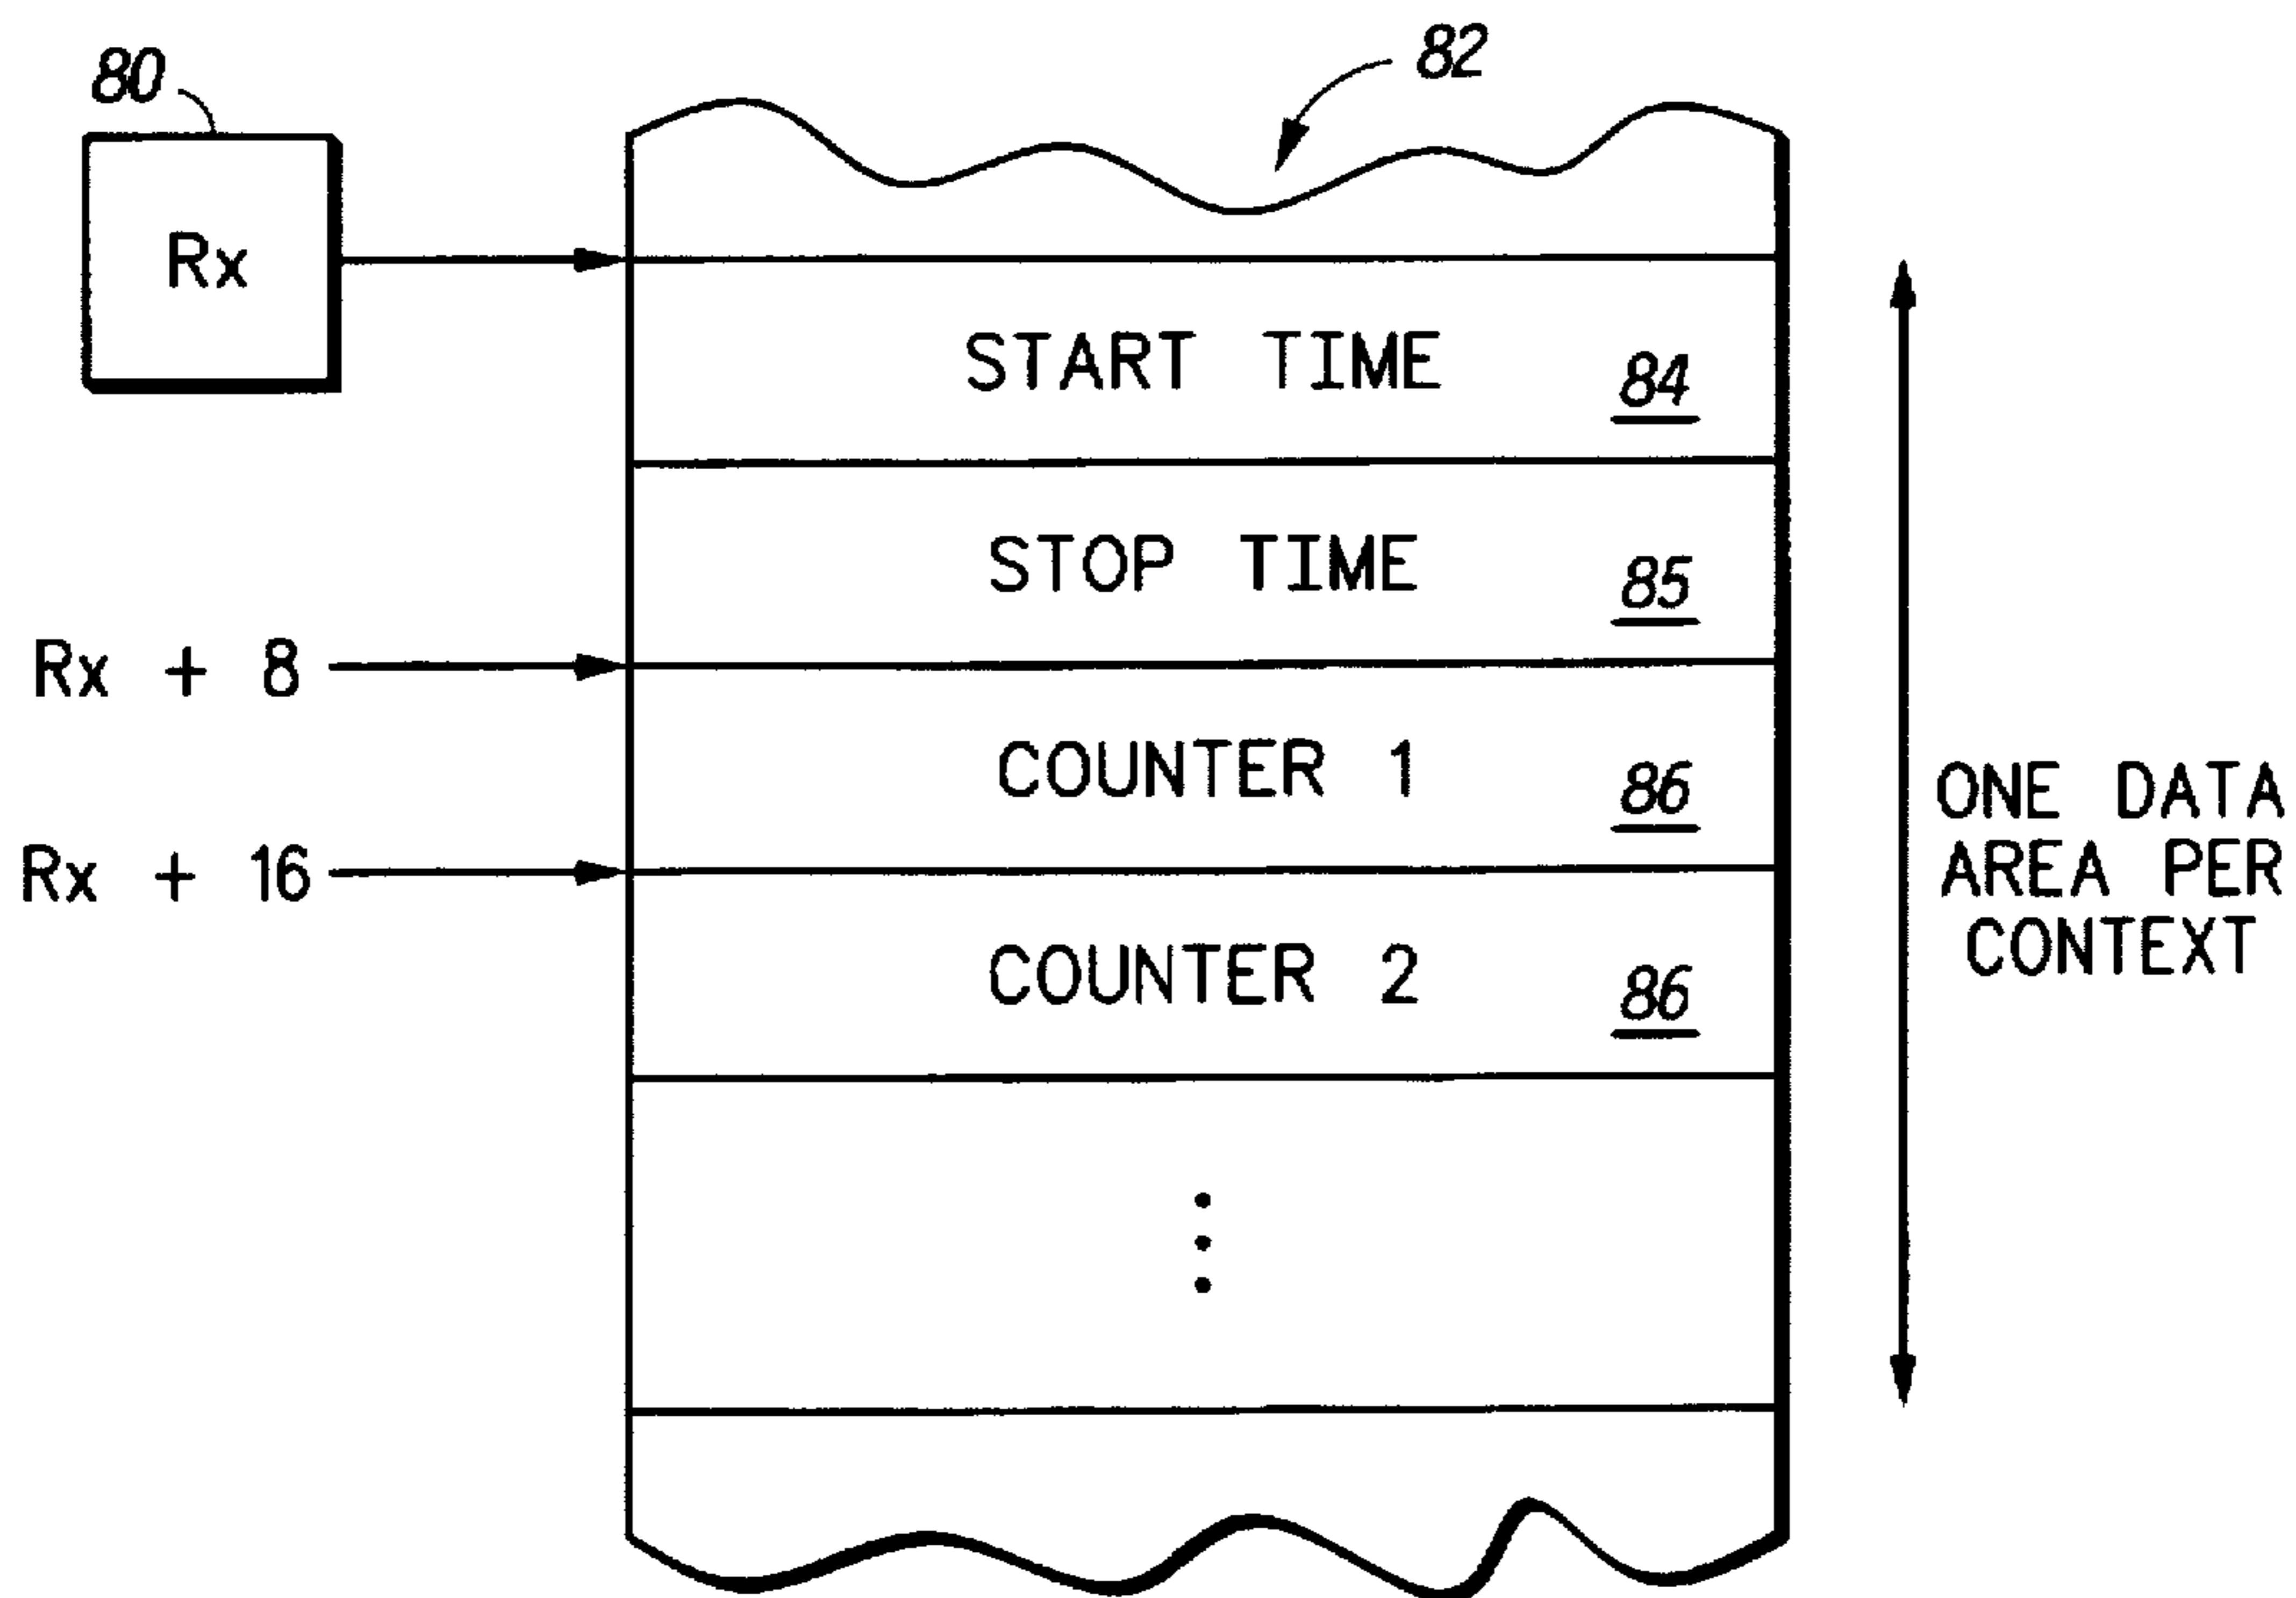 82
80
Rx
START TIME 84
STOP TIME 85
Rx + 8
COUNTER 1 86
Rx + 16
COUNTER 2 86
ONE DATA
AREA PER
CONTEXT